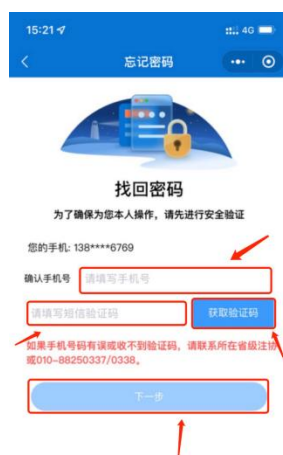 15:21 4G
忘记密码
找回密码
为了确保为您本人操作，请先进行安全验证
您的手机: 138****6769
确认手机号 请填写手机号
请填写短信验证码 获取验证码
如果手机号码有误或收不到验证码，请联系所在省级注协
或010-88250337/0338。
下一步